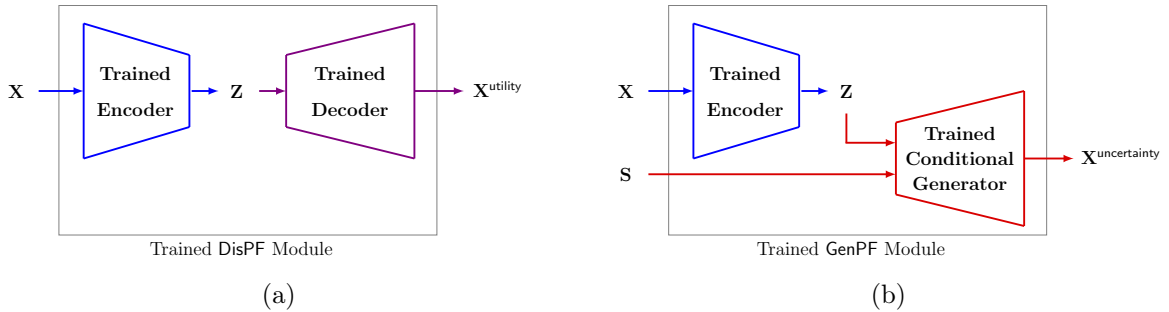 X
Trained
Encoder
Z
Trained
Decoder
X^utility
Trained DisPF Module
(a)
X
Trained
Encoder
Z
S
Trained
Conditional
Generator
X^uncertainty
Trained GenPF Module
(b)